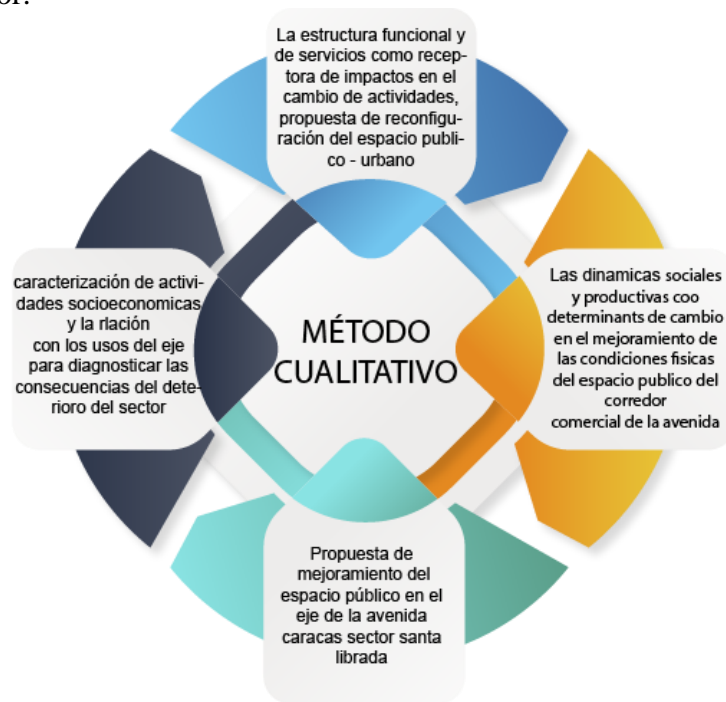 or.
La estructura funcional y
de servicios como recep-
tora de impactos en el
cambio de actividades,
propuesta de reconfigu-
ración del espacio publi-
co - urbano
caracterización de activi-
dades socioeconomicas
y la rlación
con los usos del eje
para diagnosticar las
consecuencias del dete-
rioro del sector
MÉTODO
CUALITATIVO
Las dinamicas sociales
y productivas coo
determinants de cambio
en el mejoramiento de
las condiciones fisicas
del espacio publico del
corredor
comercial de la avenida
Propuesta de
mejoramiento del
espacio público en el
eje de la avenida
caracas sector santa
librada